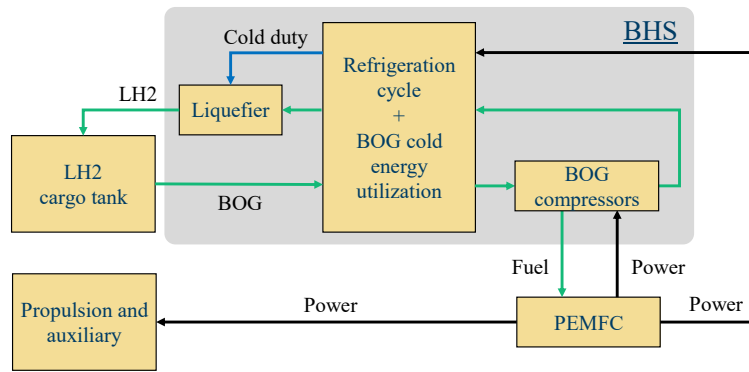 Cold duty
BHS
Refrigeration
cycle
+
BOG cold
energy
utilization
LH2
Liquefier
LH2
cargo tank
BOG
BOG
compressors
Fuel
Power
Propulsion and
auxiliary
Power
PEMFC
Power